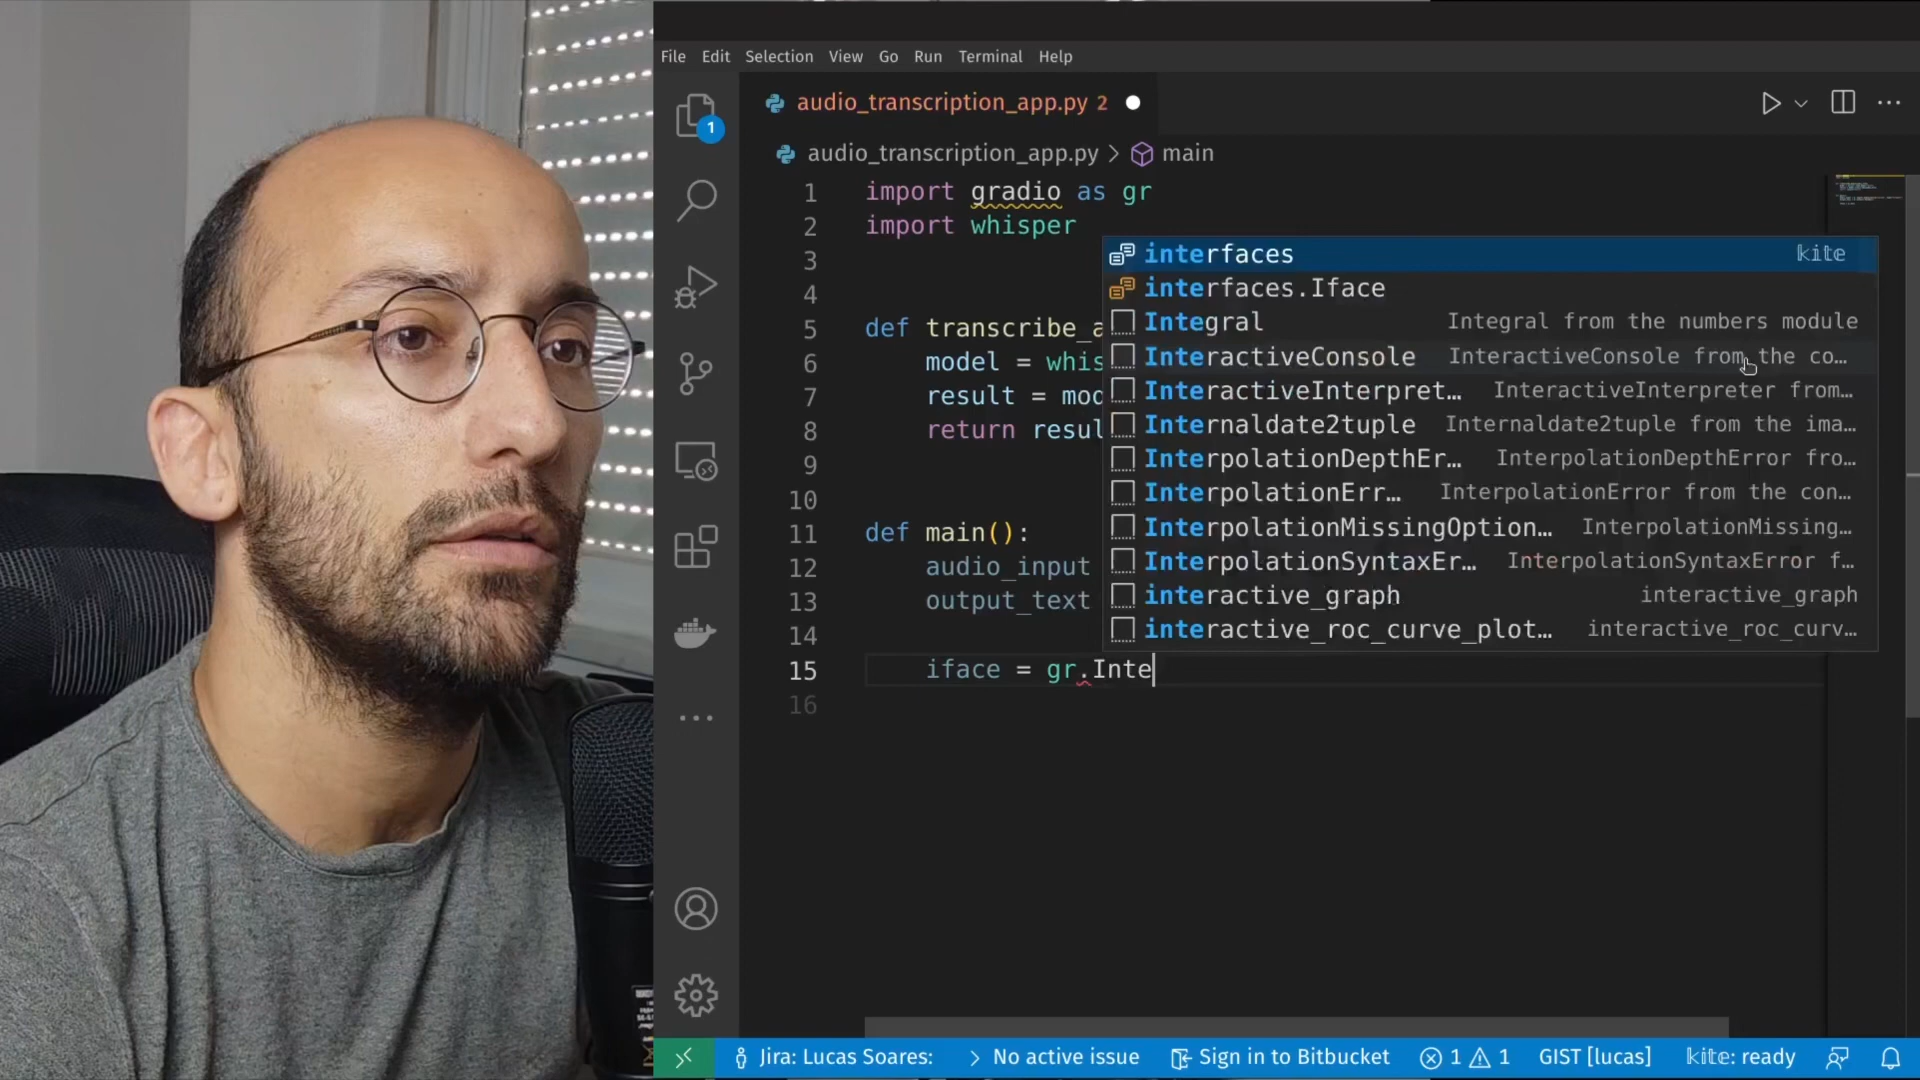 File Edit Selection View Go Run Terminal Help
audio_transcription_app.py 2
audio_transcription_app.py > main
1
1 import gradio as gr
2 import whisper
3
4
5 def transcribe_a
6 model = whis
7 result = mod
8 return resul
9
10
11 def main():
12 audio_input
13 output_text
14
15 iface = gr.Inte
16
interfaces kite
interfaces.Iface
Integral Integral from the numbers module
InteractiveConsole InteractiveConsole from the co…
InteractiveInterpret… InteractiveInterpreter from…
Internaldate2tuple Internaldate2tuple from the ima…
InterpolationDepthEr… InterpolationDepthError fro…
InterpolationErr… InterpolationError from the con…
InterpolationMissingOption… InterpolationMissing…
InterpolationSyntaxEr… InterpolationSyntaxError f…
interactive_graph interactive_graph
interactive_roc_curve_plot… interactive_roc_curv…
Jira: Lucas Soares: > No active issue Sign in to Bitbucket 1 1 GIST [lucas] kite: ready